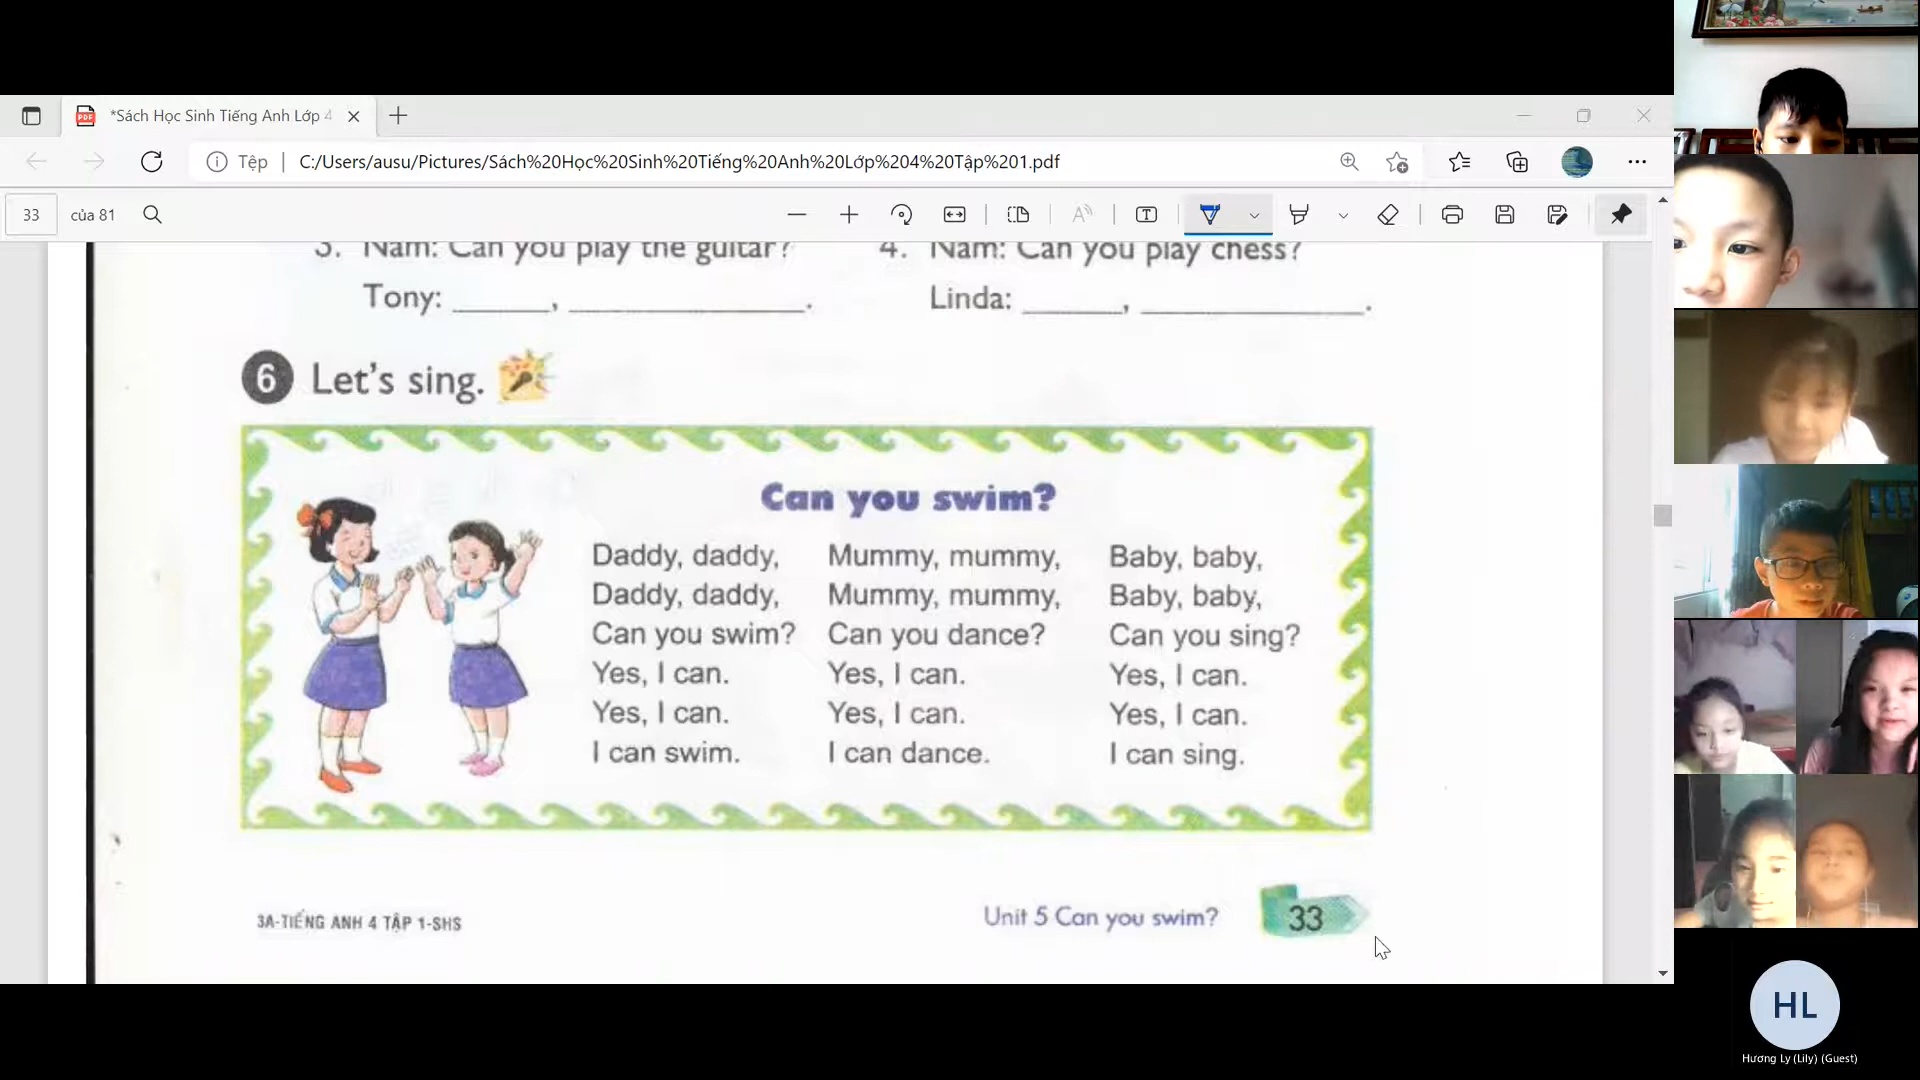 *Sách Học Sinh Tiếng Anh Lớp 4
Tệp
C:/Users/ausu/Pictures/Sách%20Học%20Sinh%20Tiếng%20Anh%20Lớp%204%20Tập%201.pdf
33 của 81
3. Nam: Can you play the guitar? 4. Nam: Can you play chess?
Tony: ______, ______________. Linda: ______, ______________.
6 Let's sing.
Can you swim?
Daddy, daddy,
Daddy, daddy,
Can you swim?
Yes, I can.
Yes, I can.
I can swim.
Mummy, mummy,
Mummy, mummy,
Can you dance?
Yes, I can.
Yes, I can.
I can dance.
Baby, baby,
Baby, baby,
Can you sing?
Yes, I can.
Yes, I can.
I can sing.
3A-TIẾNG ANH 4 TẬP 1-SHS
Unit 5 Can you swim? 33
HL
Hương Ly (Lily) (Guest)